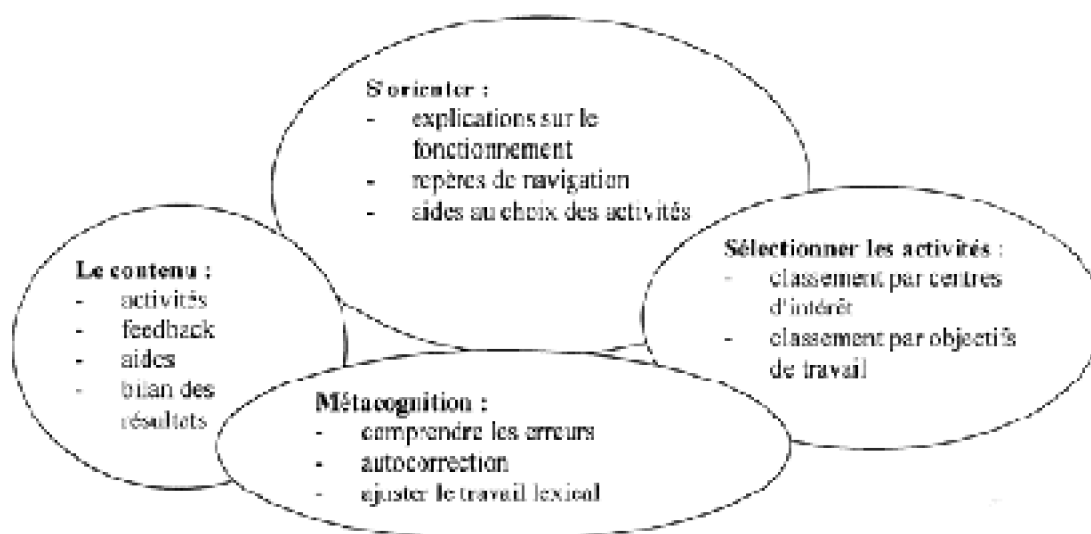 S'orienter :
- explications sur le
fonctionnement
- repères de navigation
- aides au choix des activités
Le contenu :
- activités
- feedback
- aides
- bilan des
résultats
Sélectionner les activités :
- classement par centres
d'intérêt
- classement par objectifs
de travail
Métacognition :
- comprendre les erreurs
- autocorrection
- ajuster le travail lexical